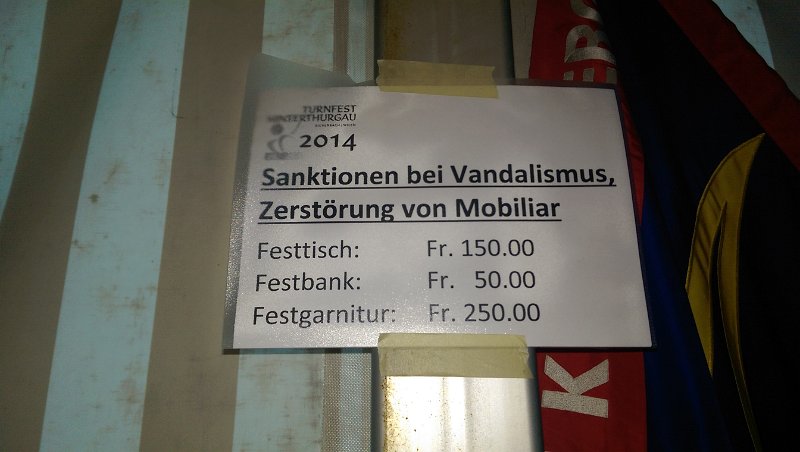 TURNFEST
HINTERTHURGAU
2014
Sanktionen bei Vandalismus,
Zerstörung von Mobiliar
Festtisch: Fr. 150.00
Festbank: Fr. 50.00
Festgarnitur: Fr. 250.00